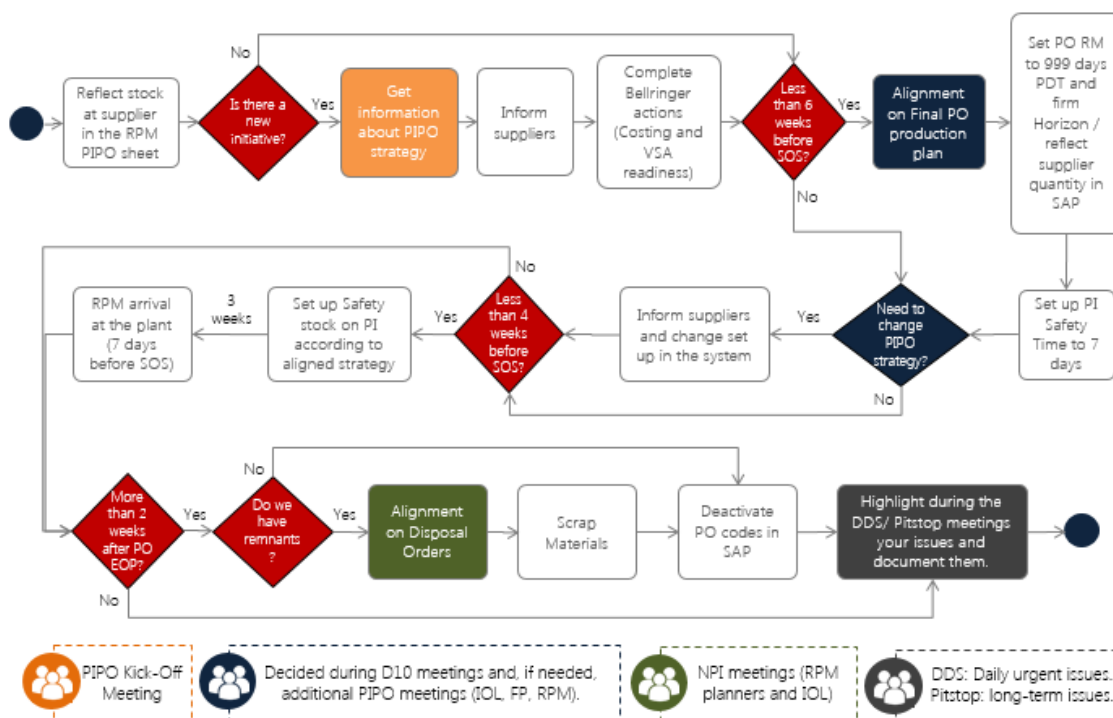 No
Reflect stock
at supplier
in the RPM
PIPO sheet
Is there a
new
initiative?
Yes
Get
information
about PIPO
strategy
Inform
suppliers
Complete
Bellringer
actions
(Costing and
VSA
readiness)
Less
than 6
weeks
before
SOS?
Yes
Alignment
on Final PO
production
plan
Set PO RM
to 999 days
PDT and
firm
Horizon /
reflect
supplier
quantity in
SAP
No
No
RPM arrival
at the plant
(7 days
before SOS)
3
weeks
Set up Safety
stock on PI
according to
aligned strategy
Yes
Less
than 4
weeks
before
SOS?
Inform suppliers
and change set
up in the system
Yes
Need to
change
PIPO
strategy?
Set up PI
Safety
Time to 7
days
No
No
More
than 2
weeks
after PO
EOP?
Yes
Do we
have
remnants
?
Yes
Alignment
on Disposal
Orders
Scrap
Materials
Deactivate
PO codes in
SAP
Highlight during the
DDS/ Pitstop meetings
your issues and
document them.
No
PIPO Kick-Off
Meeting
Decided during D10 meetings and, if needed,
additional PIPO meetings (IOL, FP, RPM).
NPI meetings (RPM
planners and IOL)
DDS: Daily urgent issues.
Pitstop: long-term issues.